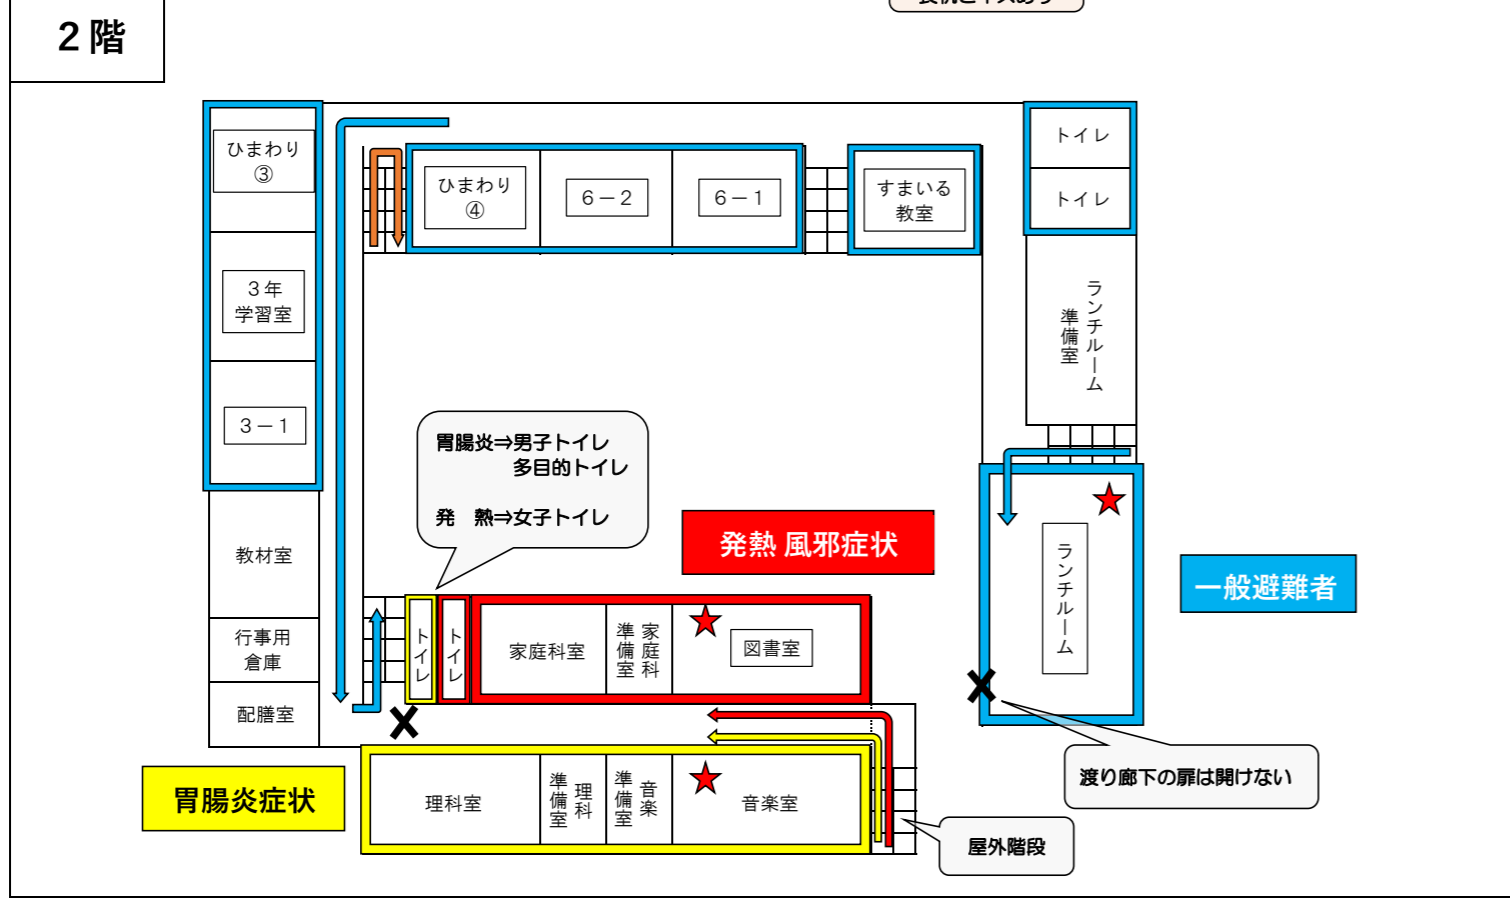 ２階
ひまわり
③
ひまわり
④
６－２
６－１
すまいる
教室
トイレ
トイレ
３年
学習室
ランチルーム
準備室
３－１
胃腸炎⇒男子トイレ
多目的トイレ
発　熱⇒女子トイレ
発熱 風邪症状
教材室
ランチルーム
一般避難者
行事用
倉庫
トイレ
トイレ
家庭科室
家庭科
準備室
図書室
配膳室
渡り廊下の扉は開けない
胃腸炎症状
理科室
理科
準備室
音楽
準備室
音楽室
屋外階段